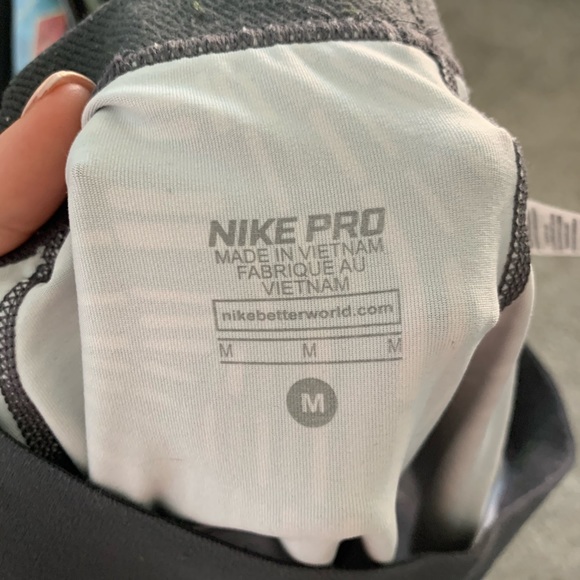 NIKE PRO
MADE IN VIETNAM
FABRIQUE AU
VIETNAM
nikebetterworld.com
M M M
M